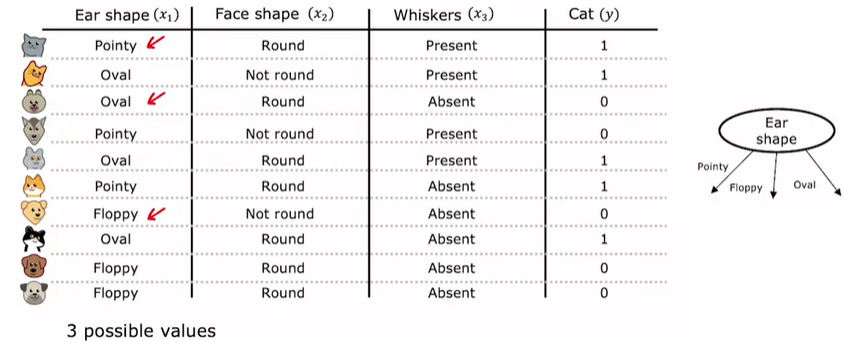 Ear shape (x₁) Face shape (x₂) Whiskers (x₃) Cat (y)
Pointy Round Present 1
Oval Not round Present 1
Oval Round Absent 0
Pointy Not round Present 0
Oval Round Present 1
Pointy Round Absent 1
Floppy Not round Absent 0
Oval Round Absent 1
Floppy Round Absent 0
Floppy Round Absent 0
3 possible values
Ear
shape
Pointy
Floppy
Oval